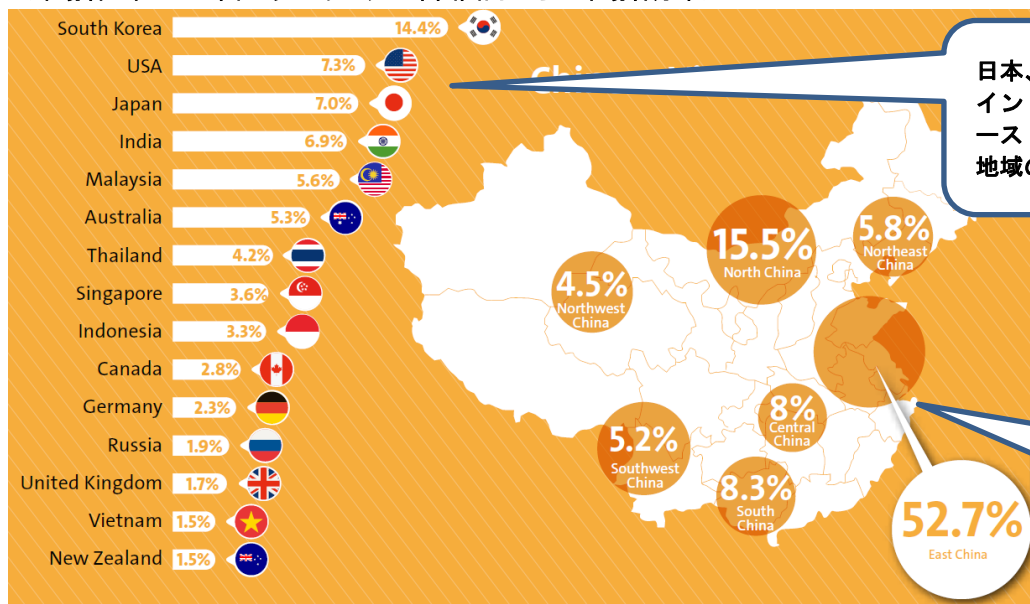 South Korea 14.4%
USA 7.3%
Japan 7.0%
India 6.9%
Malaysia 5.6%
Australia 5.3%
Thailand 4.2%
Singapore 3.6%
Indonesia 3.3%
Canada 2.8%
Germany 2.3%
Russia 1.9%
United Kingdom 1.7%
Vietnam 1.5%
New Zealand 1.5%
日本、
イン
ース
地域の
15.5%
North China
5.8%
Northeast
China
4.5%
Northwest
China
8%
Central
China
5.2%
Southwest
China
8.3%
South
China
52.7%
East China